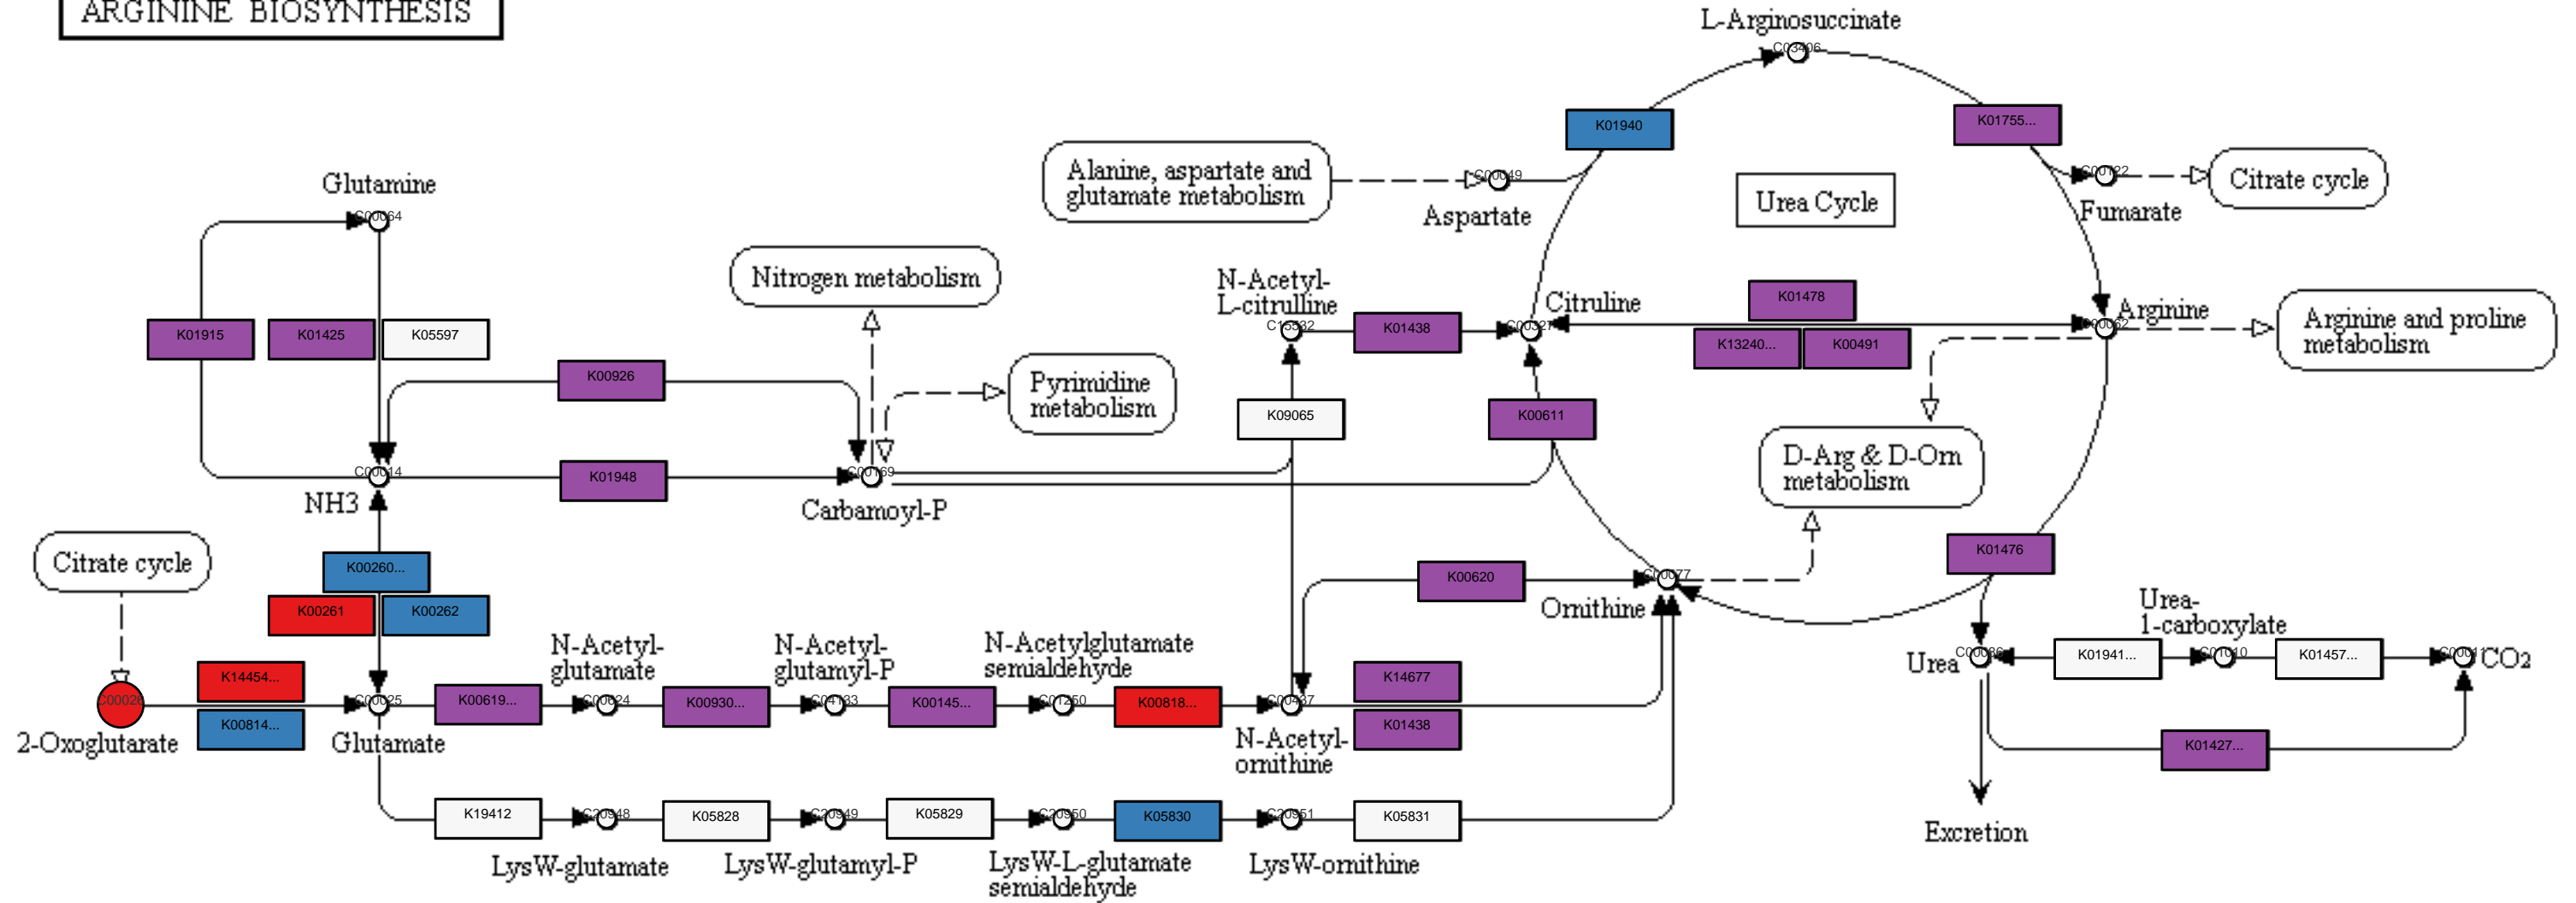 ARGININE BIOSYNTHESIS
L-Arginosuccinate
C03406
K01940
K01755...
Alanine, aspartate and
glutamate metabolism
C00049
Aspartate
Urea Cycle
C00122
Fumarate
Citrate cycle
Glutamine
C00064
Nitrogen metabolism
N-Acetyl-
L-citrulline
C15532
K01438
C00327
Citruline
K01478
K13240...
K00491
Arginine
C00062
Arginine and proline
metabolism
K01915
K01425
K05597
K00926
Pyrimidine
metabolism
K09065
K00611
D-Arg & D-Orn
metabolism
C00014
NH3
K01948
C00169
Carbamoyl-P
Citrate cycle
K00260...
K00261
K00262
K00620
C00077
Ornithine
K01476
Urea-
1-carboxylate
Urea
C00086
K01941...
C01010
K01457...
C00011
CO2
K01427...
Excretion
N-Acetyl-
glutamate
N-Acetyl-
glutamyl-P
N-Acetylglutamate
semialdehyde
K14454...
K00814...
C00026
2-Oxoglutarate
C00025
Glutamate
K00619...
C00624
K00930...
C04133
K00145...
C01250
K00818...
C00437
N-Acetyl-
ornithine
K14677
K01438
K19412
C20948
K05828
C20949
K05829
C20950
K05830
C20951
K05831
LysW-glutamate
LysW-glutamyl-P
LysW-L-glutamate
semialdehyde
LysW-ornithine